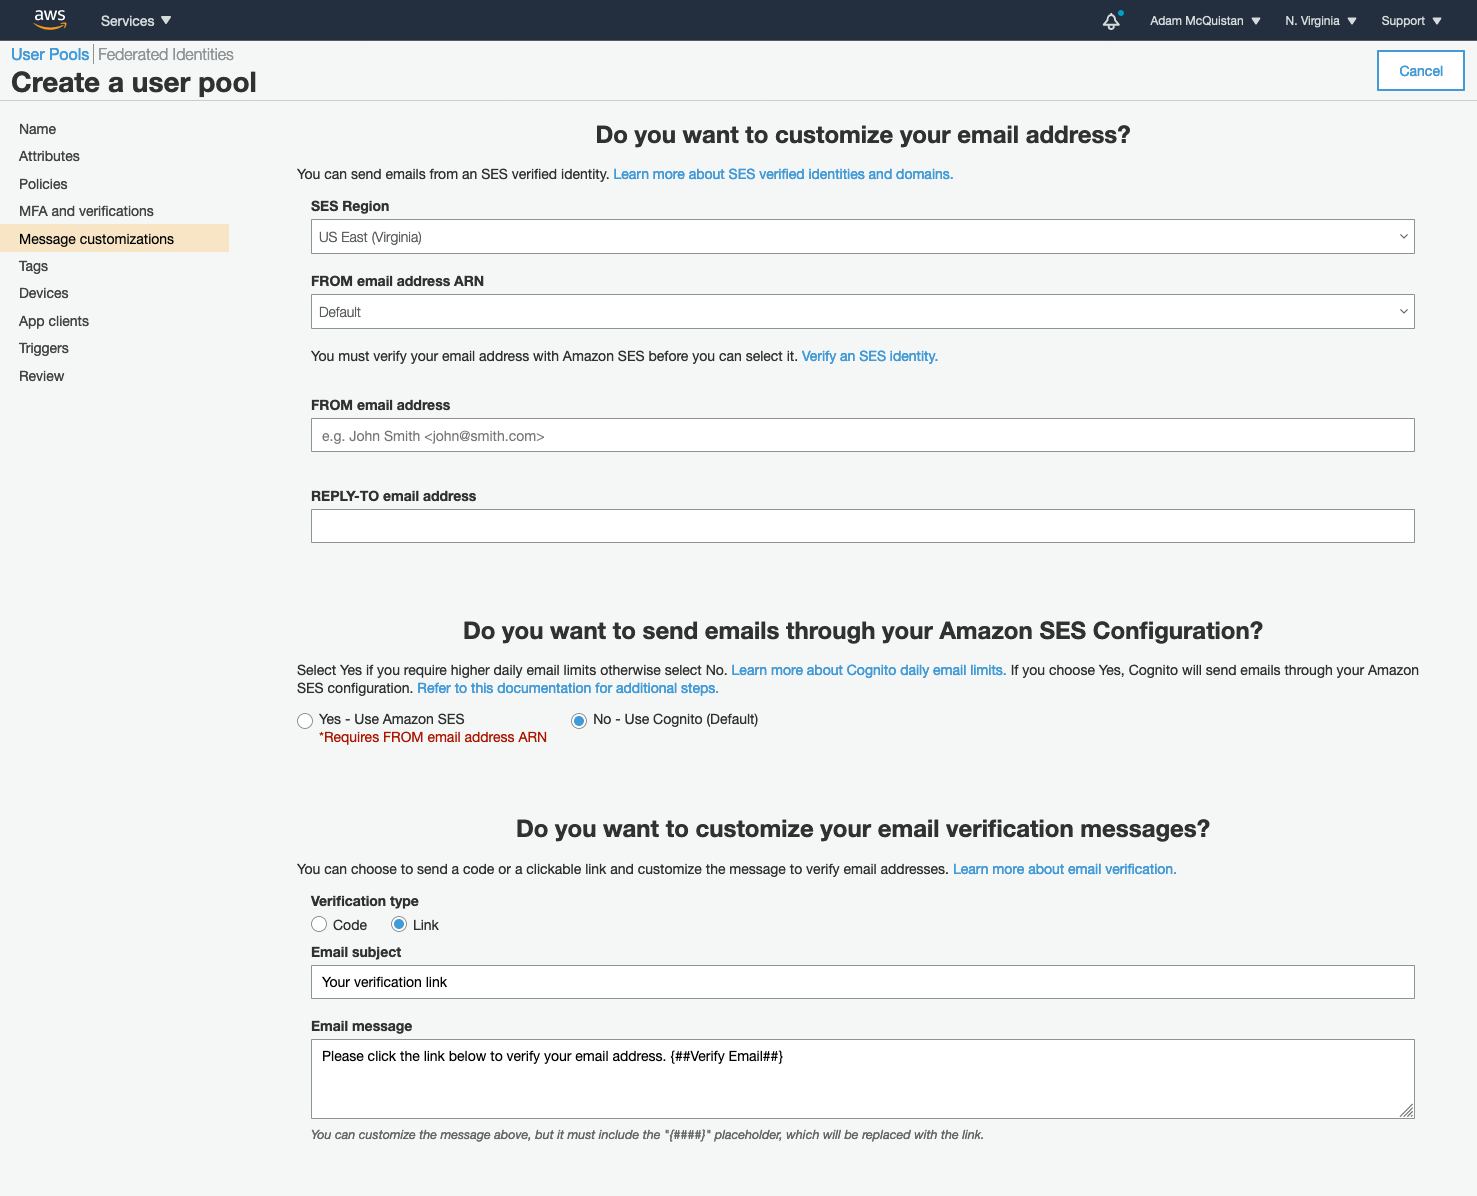 aws Services Adam McQuistan N. Virginia Support
User Pools Federated Identities
Create a user pool
Cancel
Name
Attributes
Policies
MFA and verifications
Message customizations
Tags
Devices
App clients
Triggers
Review
Do you want to customize your email address?
You can send emails from an SES verified identity. Learn more about SES verified identities and domains.
SES Region
US East (Virginia)
FROM email address ARN
Default
You must verify your email address with Amazon SES before you can select it. Verify an SES identity.
FROM email address
e.g. John Smith <john@smith.com>
REPLY-TO email address
Do you want to send emails through your Amazon SES Configuration?
Select Yes if you require higher daily email limits otherwise select No. Learn more about Cognito daily email limits. If you choose Yes, Cognito will send emails through your Amazon
SES configuration. Refer to this documentation for additional steps.
Yes - Use Amazon SES No - Use Cognito (Default)
*Requires FROM email address ARN
Do you want to customize your email verification messages?
You can choose to send a code or a clickable link and customize the message to verify email addresses. Learn more about email verification.
Verification type
Code Link
Email subject
Your verification link
Email message
Please click the link below to verify your email address. {##Verify Email##}
You can customize the message above, but it must include the "{####}" placeholder, which will be replaced with the link.